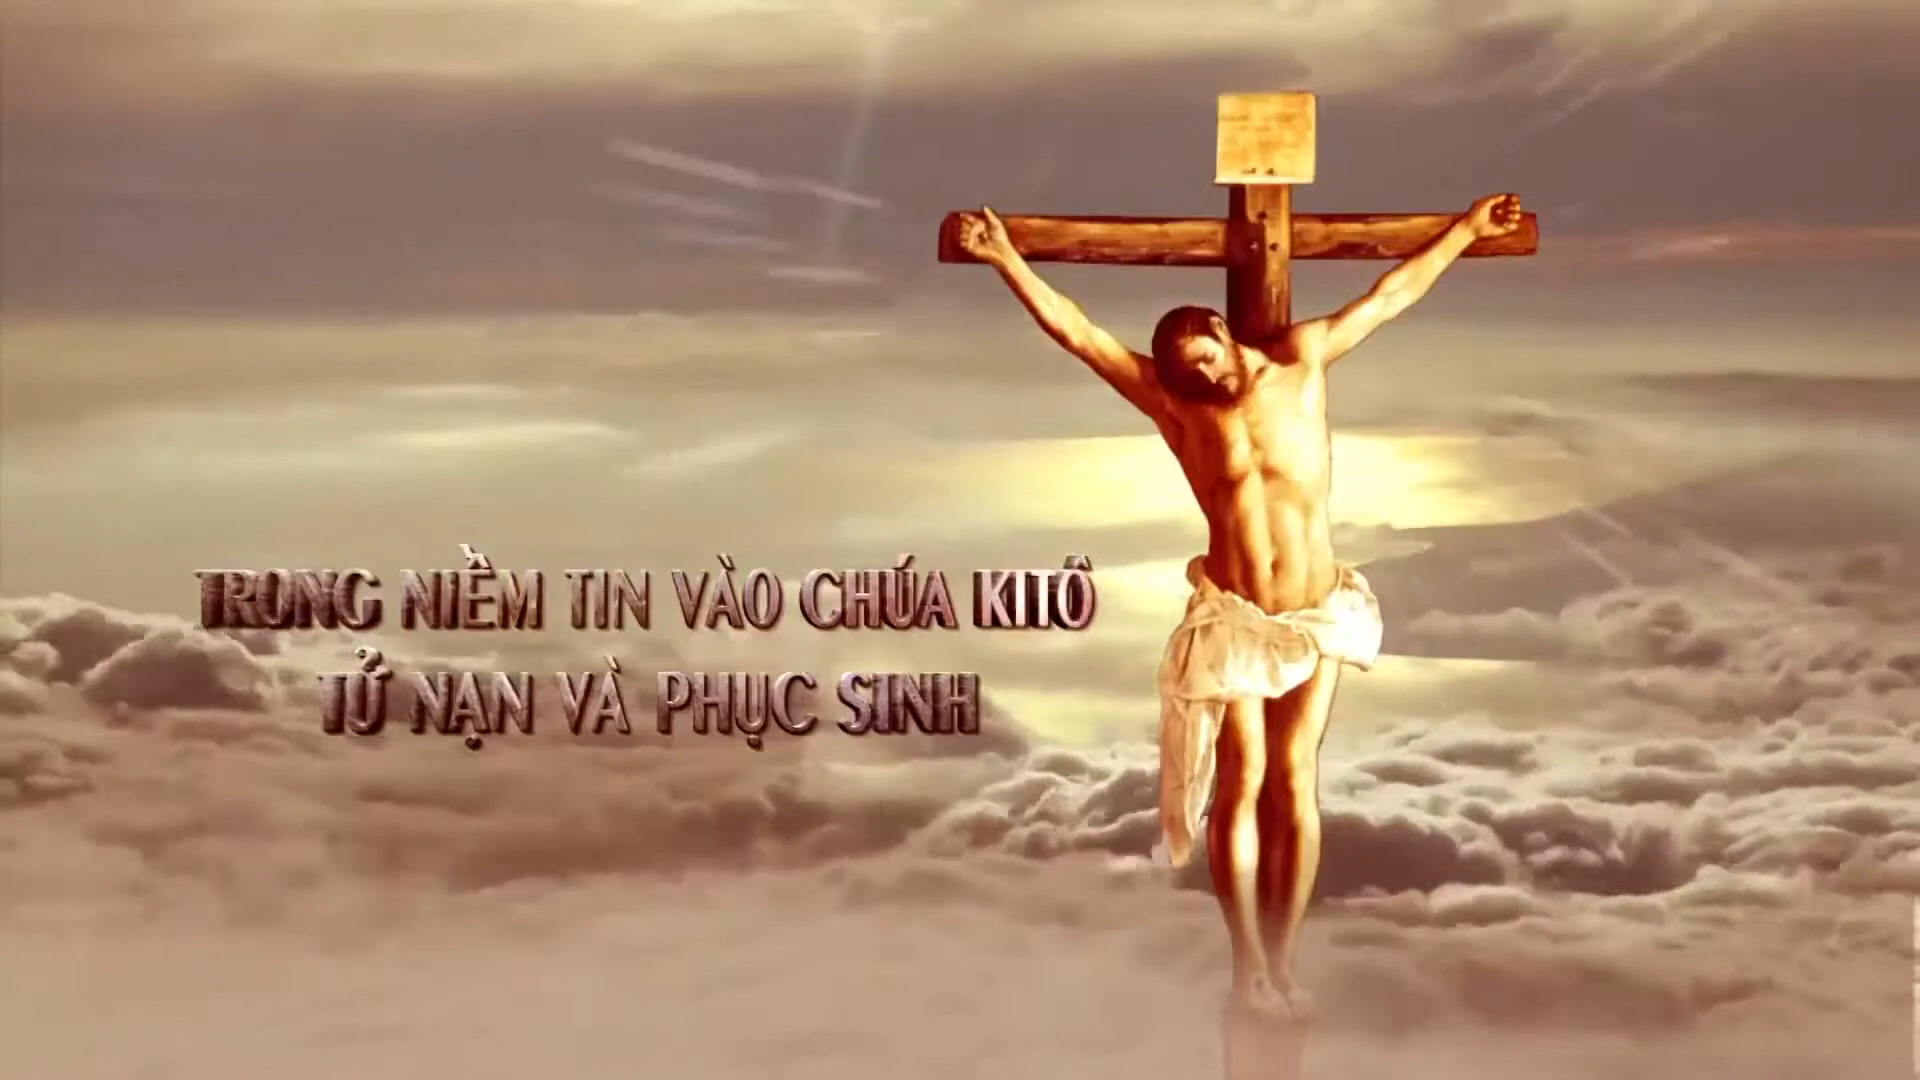 TRONG NIỀM TIN VÀO CHÚA KITÔ
TỬ NẠN VÀ PHỤC SINH